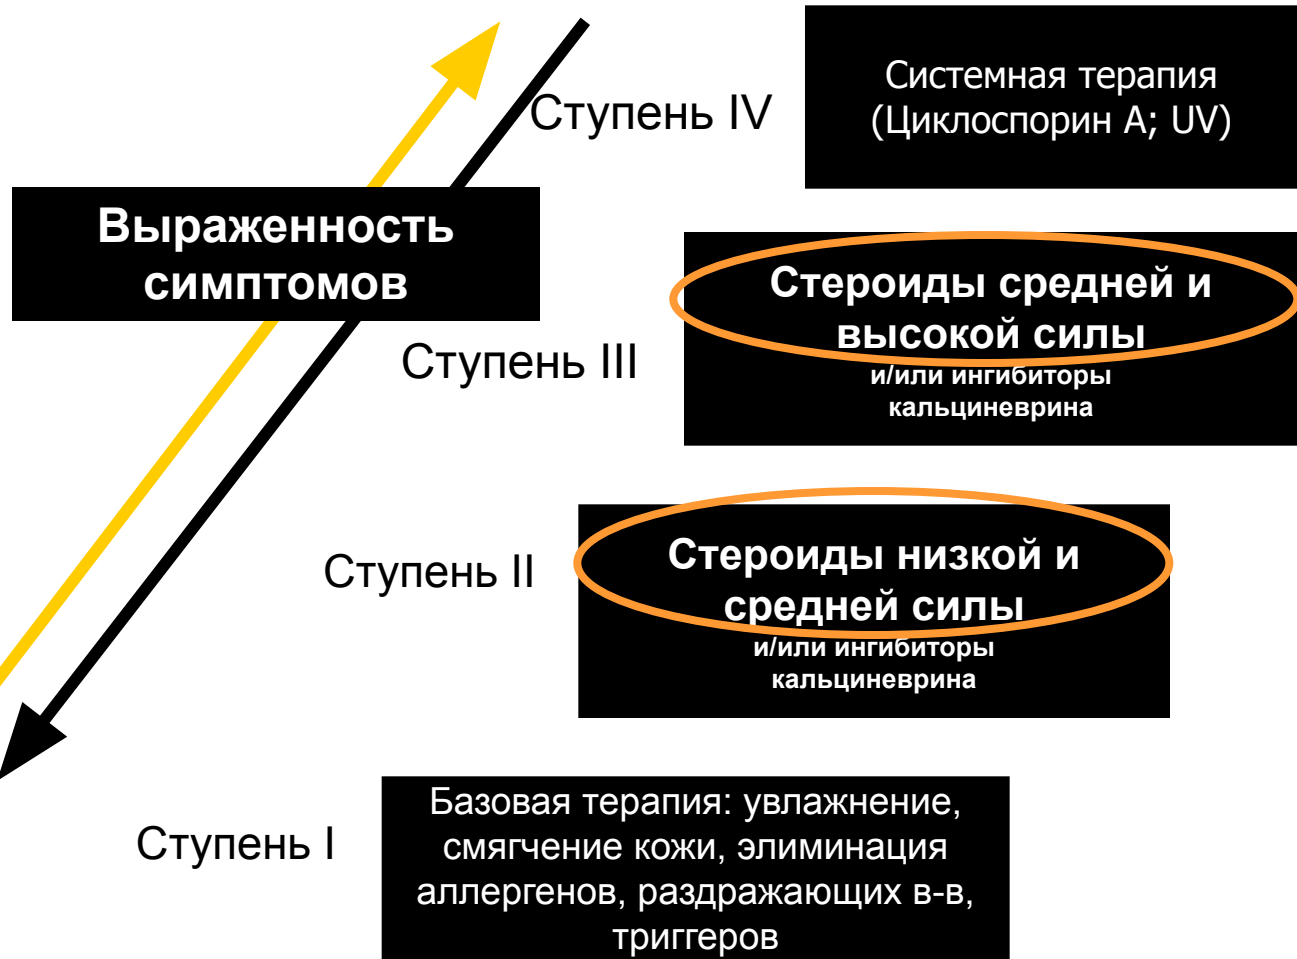 Ступень IV
Системная терапия
(Циклоспорин А; UV)
Выраженность
симптомов
Ступень III
Стероиды средней и
высокой силы
и/или ингибиторы
кальциневрина
Ступень II
Стероиды низкой и
средней силы
и/или ингибиторы
кальциневрина
Ступень I
Базовая терапия: увлажнение,
смягчение кожи, элиминация
аллергенов, раздражающих в-в,
триггеров